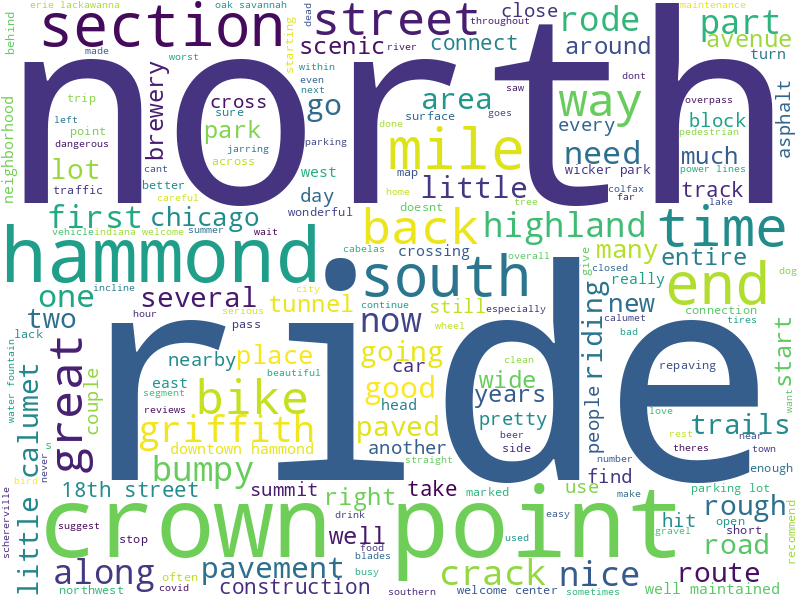 erie lackawanna
oak savannah
dead
throughout
close
maintenance
behind
made
section
street
rode
part
worst
starting
scenic
river
connect
around
avenue
turn
north
within
even
next
saw
dont
way
overpass
asphalt
trip
left
point
dangerous
brewery
cross
sure
park
jarring
across
go
parking
area
surface
goes
done
mile
every
need
block
pedestrian
much
power lines
neighborhood
lot
traffic
cant
better
careful
west
day
wonderful
map
home
little
doesnt
tree
wicker park
colfax
far
track
lake
first
chicago
back
highland
time
vehicle
indiana welcome
summer
wait
hammond
cabelas
crossing
overall
give
closed
many
entire
really
dog
south
end
one
incline
several
city
tunnel
continue
still
especially
new
connection
two
hour
serious
pass
now
wheel
calumet
bad
tires
lack
ride
riding
great
nearby
place
going
car
clean
repaving
start
water fountain
couple
east
beautiful
good
wide
want
segment
reviews
bike
head
years
people
love
little calumet
griffith
paved
pretty
beer
rest
trails
s
never
downtown hammond
another
side
number
theres
near
town
bird
bumpy
straight
find
enough
schererville
18th street
summit
right
take
marked
use
make
parking lot
rough
recommend
crown point
drink
hit
open
short
suggest
stop
well
used
easy
gravel
road
food
blades
along
pavement
busy
crack
nice
route
northwest
often
covid
construction
southern
welcome center
sometimes
well maintained